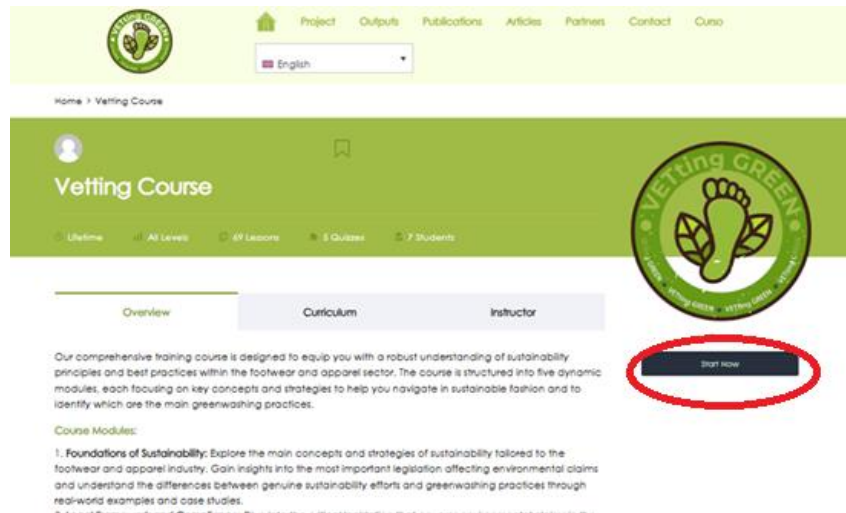 VETTING GREEN
Project Outputs Publications Articles Partners Contact Curso
English
Home > Vetting Course
Vetting Course
Lifetime All Levels 69 Lessons 5 Quizzes 7 Students
VETting GREEN
Overview Curriculum Instructor
Start Now
Our comprehensive training course is designed to equip you with a robust understanding of sustainability
principles and best practices within the footwear and apparel sector. The course is structured into five dynamic
modules, each focusing on key concepts and strategies to help you navigate in sustainable fashion and to
identify which are the main greenwashing practices.
Course Modules:
1. Foundations of Sustainability: Explore the main concepts and strategies of sustainability tailored to the
footwear and apparel industry. Gain insights into the most important legislation affecting environmental claims
and understand the differences between genuine sustainability efforts and greenwashing practices through
real-world examples and case studies.